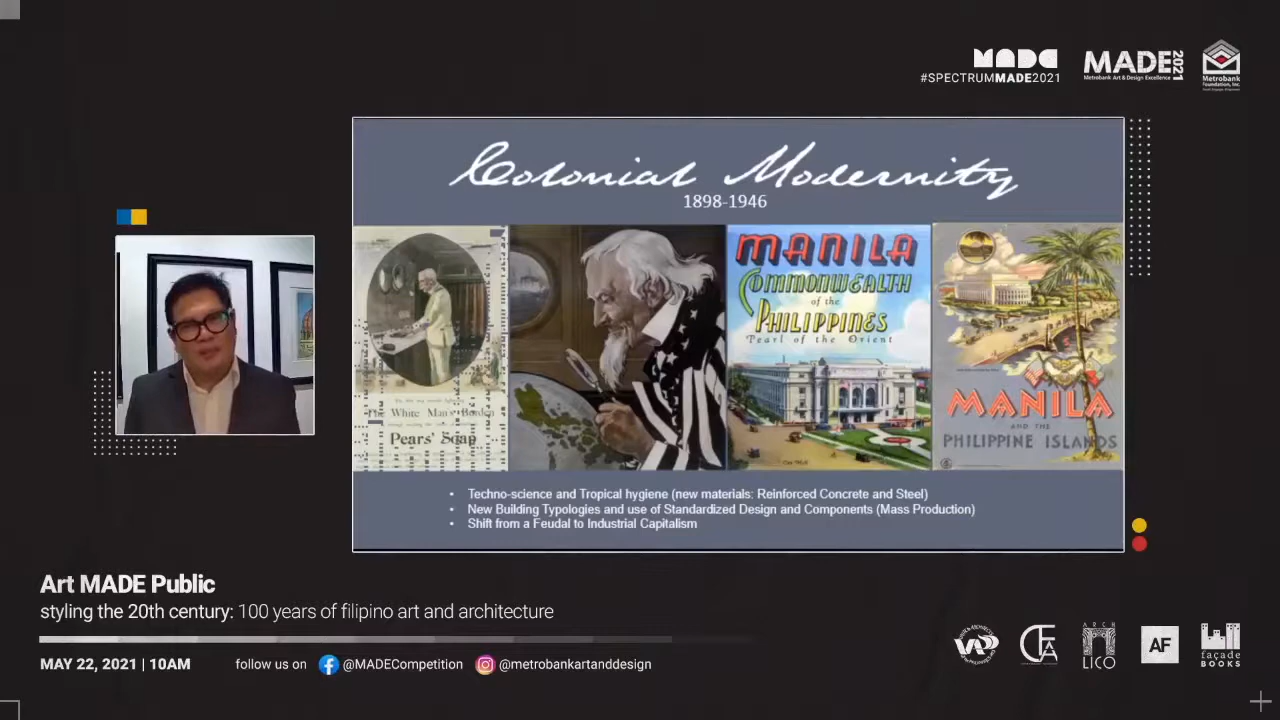 MADE
#SPECTRUMMADE2021
MADE 2021
Metrobank Art & Design Excellence
Metrobank
Foundation, Inc.
Colonial Modernity
1898-1946
The White Man's Burden
Pears' Soap
MANILA
COMMONWEALTH
of the
PHILIPPINES
Pearl of the Orient
MANILA
AND THE
PHILIPPINE ISLANDS
• Techno-science and Tropical hygiene (new materials: Reinforced Concrete and Steel)
• New Building Typologies and use of Standardized Design and Components (Mass Production)
• Shift from a Feudal to Industrial Capitalism
Art MADE Public
styling the 20th century: 100 years of filipino art and architecture
MAY 22, 2021 | 10AM
follow us on @MADECompetition @metrobankartanddesign
UAP
CFA
ARCH
LICO
AF
façade
BOOKS